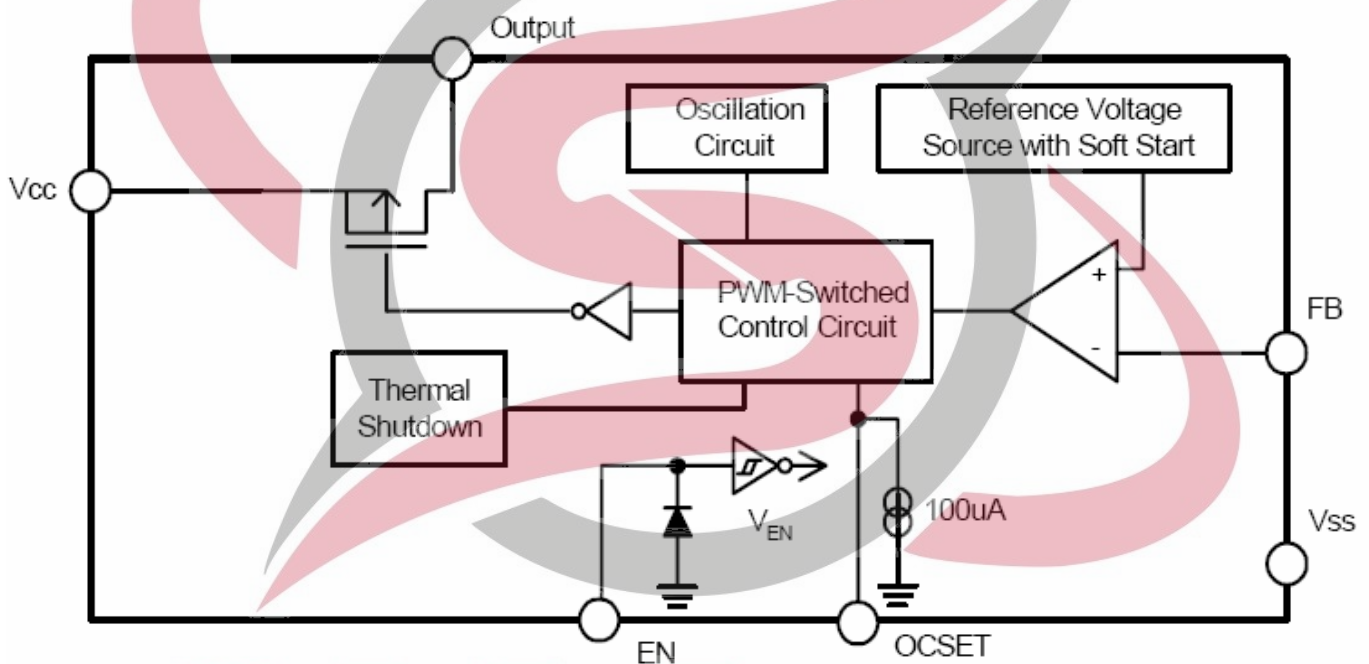 Output
Oscillation
Circuit
Reference Voltage
Source with Soft Start
Vcc
+
PWM-Switched
Control Circuit
-
FB
Thermal
Shutdown
VEN
100uA
Vss
EN
OCSET